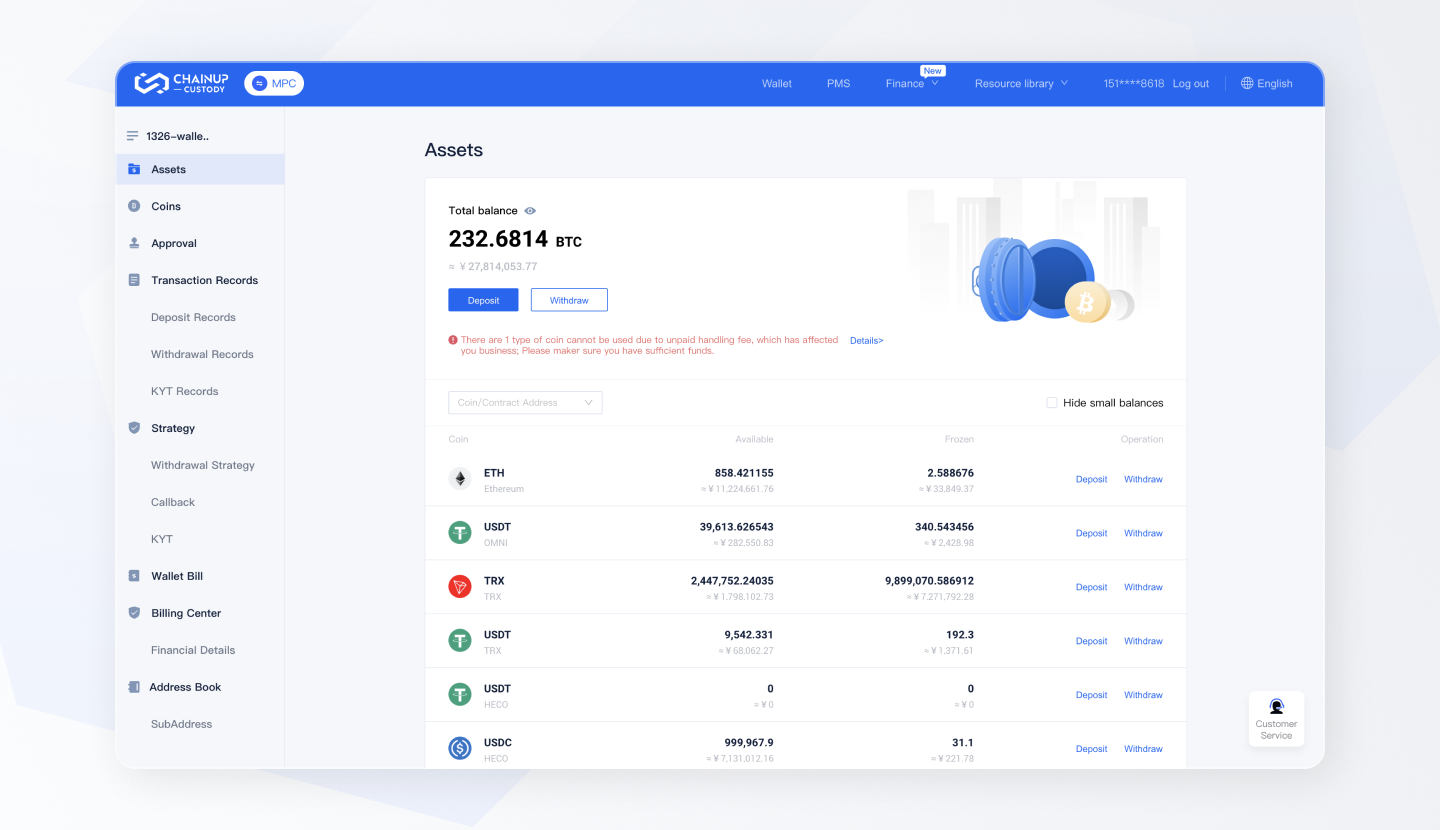 CHAINUP
CUSTODY
MPC
Wallet
PMS
Finance
New
Resource library
151****8618
Log out
English
1326-walle..
Assets
Coins
Approval
Transaction Records
Deposit Records
Withdrawal Records
KYT Records
Strategy
Withdrawal Strategy
Callback
KYT
Wallet Bill
Billing Center
Financial Details
Address Book
SubAddress
Assets
Total balance
232.6814 BTC
≈ ¥ 27,814,053.77
Deposit
Withdraw
There are 1 type of coin cannot be used due to unpaid handling fee, which has affected
you business; Please maker sure you have sufficient funds.
Details>
Coin/Contract Address
Hide small balances
Coin Available Frozen Operation
ETH 858.421155 2.588676
Ethereum ≈ ¥ 11,224,661.76 ≈ ¥ 33,849.37
Deposit Withdraw
USDT 39,613.626543 340.543456
OMNI ≈ ¥ 282,550.83 ≈ ¥ 2,428.98
Deposit Withdraw
TRX 2,447,752.24035 9,899,070.586912
TRX ≈ ¥ 1,798,102.73 ≈ ¥ 7,271,792.28
Deposit Withdraw
USDT 9,542.331 192.3
TRX ≈ ¥ 68,062.27 ≈ ¥ 1,371.61
Deposit Withdraw
USDT 0 0
HECO ≈ ¥ 0 ≈ ¥ 0
Deposit Withdraw
USDC 999,967.9 31.1
HECO ≈ ¥ 7,131,012.16 ≈ ¥ 221.78
Deposit Withdraw
Customer
Service